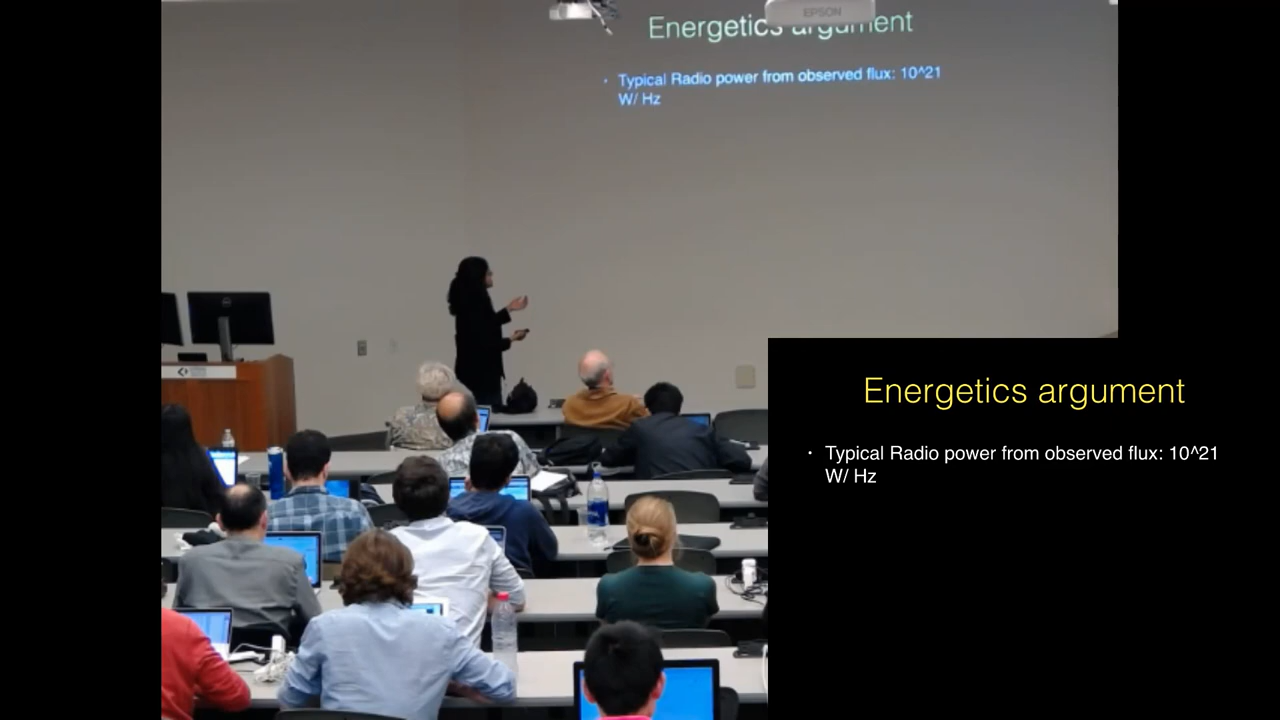 EPSON
Energetics argument
· Typical Radio power from observed flux: 10^21
W/ Hz
Energetics argument
· Typical Radio power from observed flux: 10^21
W/ Hz